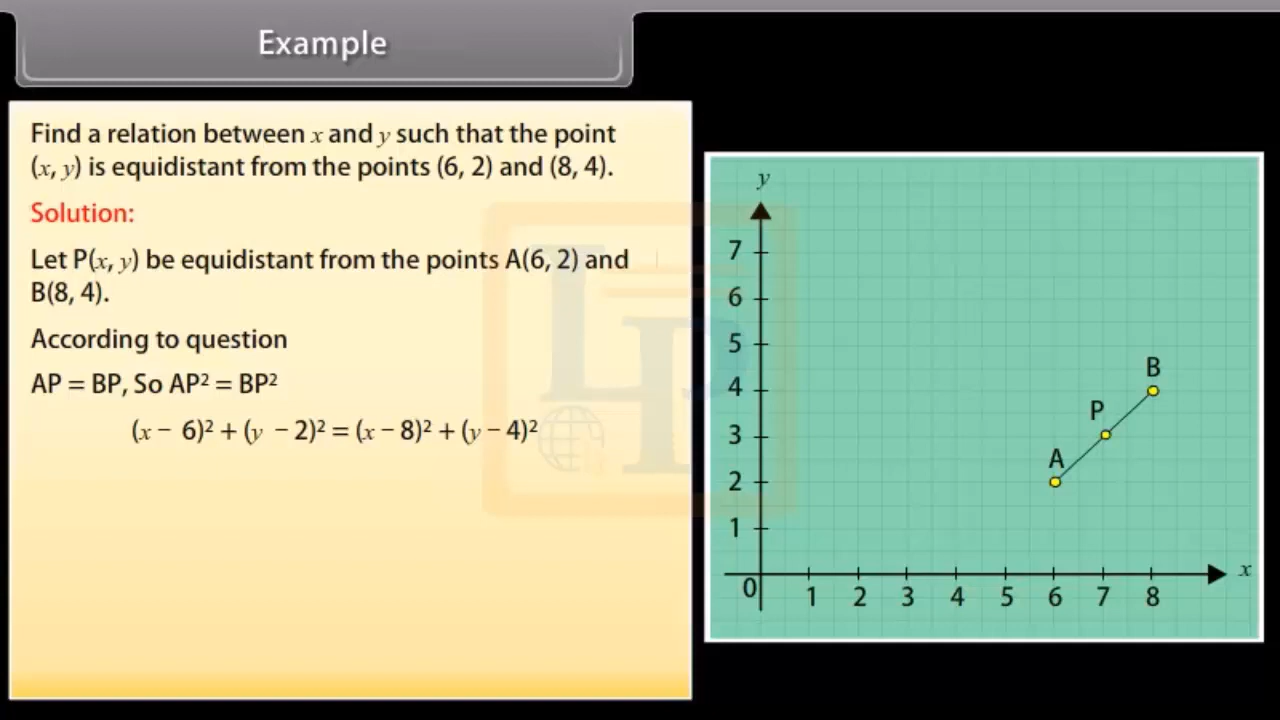 Example
Find a relation between x and y such that the point
(x, y) is equidistant from the points (6, 2) and (8, 4).
Solution:
Let P(x, y) be equidistant from the points A(6, 2) and
B(8, 4).
According to question
AP = BP, So AP² = BP²
(x − 6)² + (y − 2)² = (x − 8)² + (y − 4)²
y
7
6
5
4
3
2
1
B
P
A
0
1 2 3 4 5 6 7 8
x